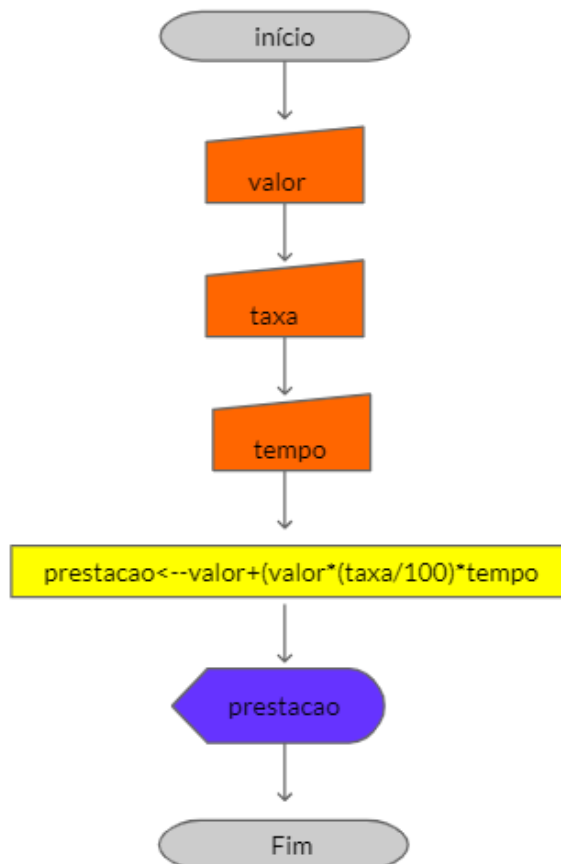 início
valor
taxa
tempo
prestacao<--valor+(valor*(taxa/100)*tempo
prestacao
Fim